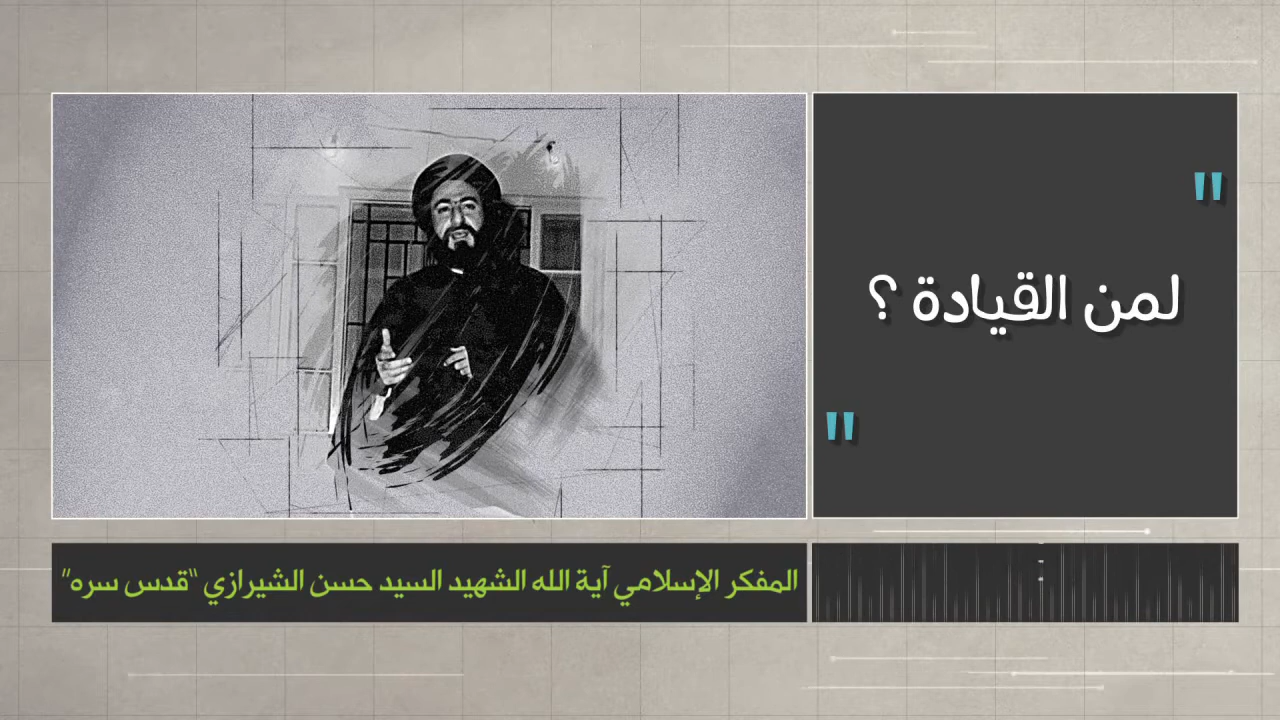 "
لمن القيادة ؟
"
المفكر الإسلامي آية الله الشهيد السيد حسن الشيرازي "قدس سره"